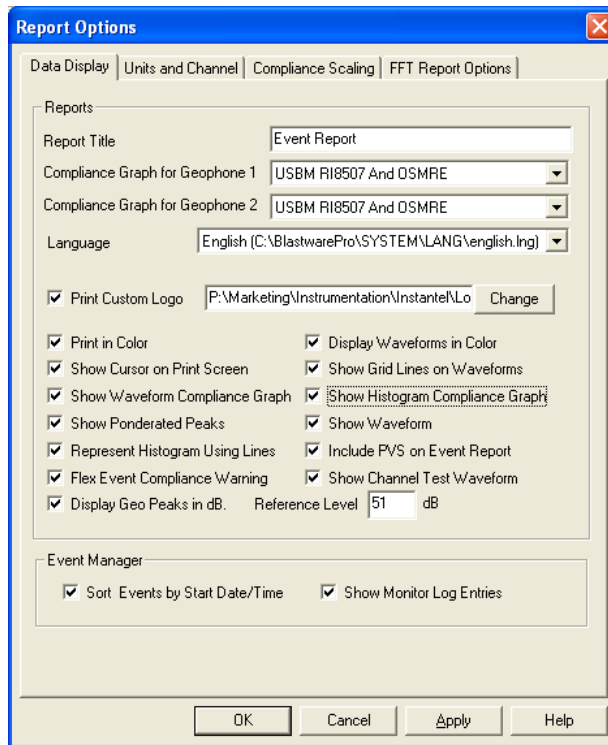 Report Options
Data Display Units and Channel Compliance Scaling FFT Report Options
Reports
Report Title Event Report
Compliance Graph for Geophone 1 USBM RI8507 And OSMRE
Compliance Graph for Geophone 2 USBM RI8507 And OSMRE
Language English (C:\BlastwarePro\SYSTEM\LANG\english.lng)
Print Custom Logo P:\Marketing\Instrumentation\Instantel\Lo Change
Print in Color Display Waveforms in Color
Show Cursor on Print Screen Show Grid Lines on Waveforms
Show Waveform Compliance Graph Show Histogram Compliance Graph
Show Ponderated Peaks Show Waveform
Represent Histogram Using Lines Include PVS on Event Report
Flex Event Compliance Warning Show Channel Test Waveform
Display Geo Peaks in dB. Reference Level 51 dB
Event Manager
Sort Events by Start Date/Time Show Monitor Log Entries
OK Cancel Apply Help